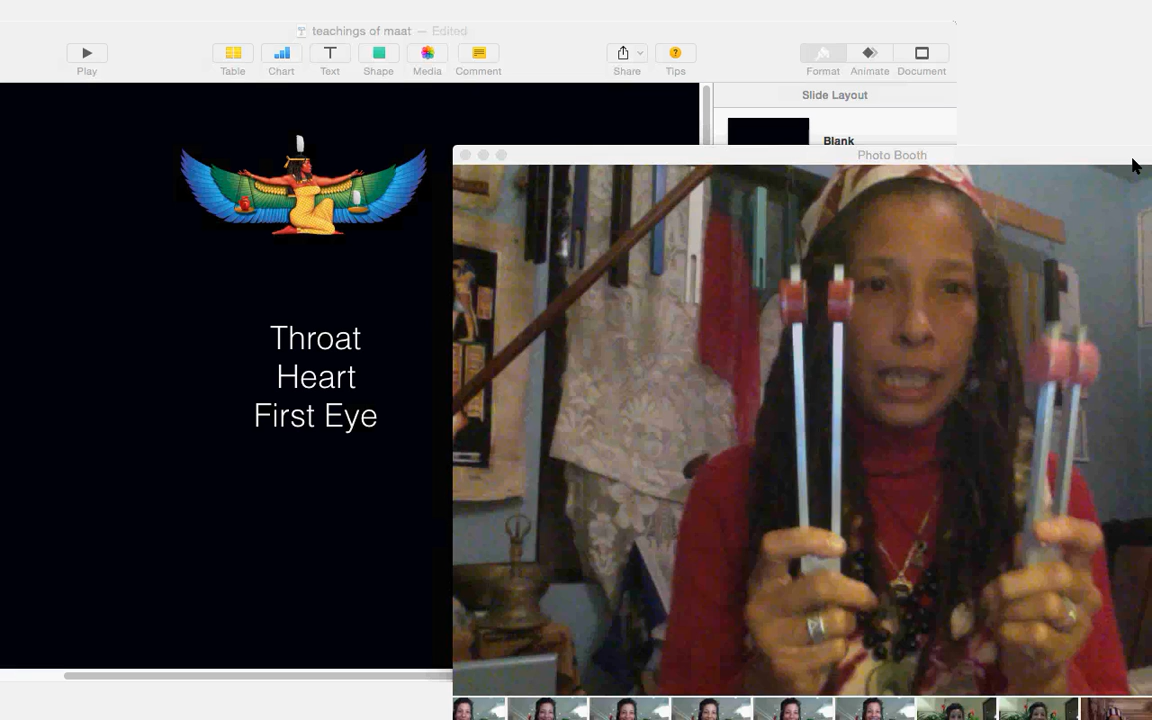 teachings of maat — Edited
Play
Table
Chart
Text
Shape
Media
Comment
Share
Tips
Format
Animate
Document
Slide Layout
Blank
Photo Booth
Throat
Heart
First Eye